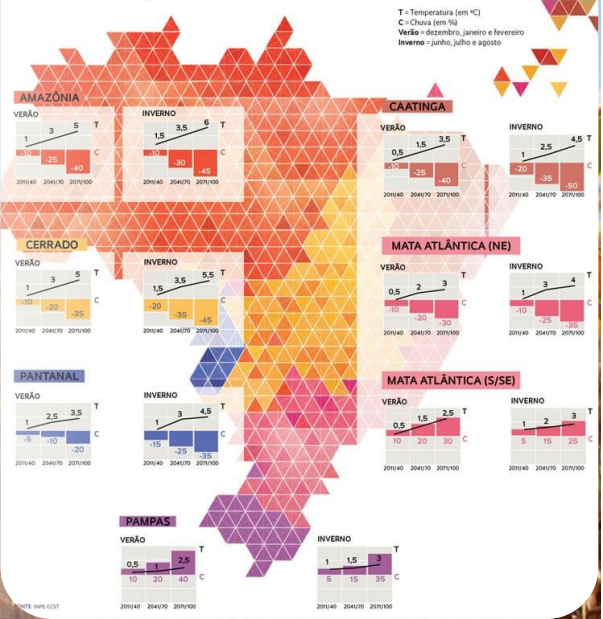 T = Temperatura (em ºC)
C = Chuva (em %)
Verão = dezembro, janeiro e fevereiro
Inverno = junho, julho e agosto
AMAZÔNIA
VERÃO
1 3 5 T
-10 -25 -40 C
2011/40 2041/70 2071/100
INVERNO
1,5 3,5 6 T
-10 -30 -45 C
2011/40 2041/70 2071/100
CAATINGA
VERÃO
0,5 1,5 3,5 T
-10 -25 -40 C
2011/40 2041/70 2071/100
INVERNO
1 2,5 4,5 T
-20 -35 -50 C
2011/40 2041/70 2071/100
CERRADO
VERÃO
1 3 5 T
-10 -20 -35 C
2011/40 2041/70 2071/100
INVERNO
1,5 3,5 5,5 T
-20 -35 -45 C
2011/40 2041/70 2071/100
MATA ATLÂNTICA (NE)
VERÃO
0,5 2 3 T
-10 -20 -30 C
2011/40 2041/70 2071/100
INVERNO
1 3 4 T
-10 -25 -35 C
2011/40 2041/70 2071/100
PANTANAL
VERÃO
1 2,5 3,5 T
-5 -10 -20 C
2011/40 2041/70 2071/100
INVERNO
1 3 4,5 T
-15 -25 -35 C
2011/40 2041/70 2071/100
MATA ATLÂNTICA (S/SE)
VERÃO
0,5 1,5 2,5 T
10 20 30 C
2011/40 2041/70 2071/100
INVERNO
1 2 3 T
5 15 25 C
2011/40 2041/70 2071/100
PAMPAS
VERÃO
0,5 1 2,5 T
10 20 40 C
2011/40 2041/70 2071/100
INVERNO
1 1,5 3 T
5 15 35 C
2011/40 2041/70 2071/100
FONTE INPE CCST